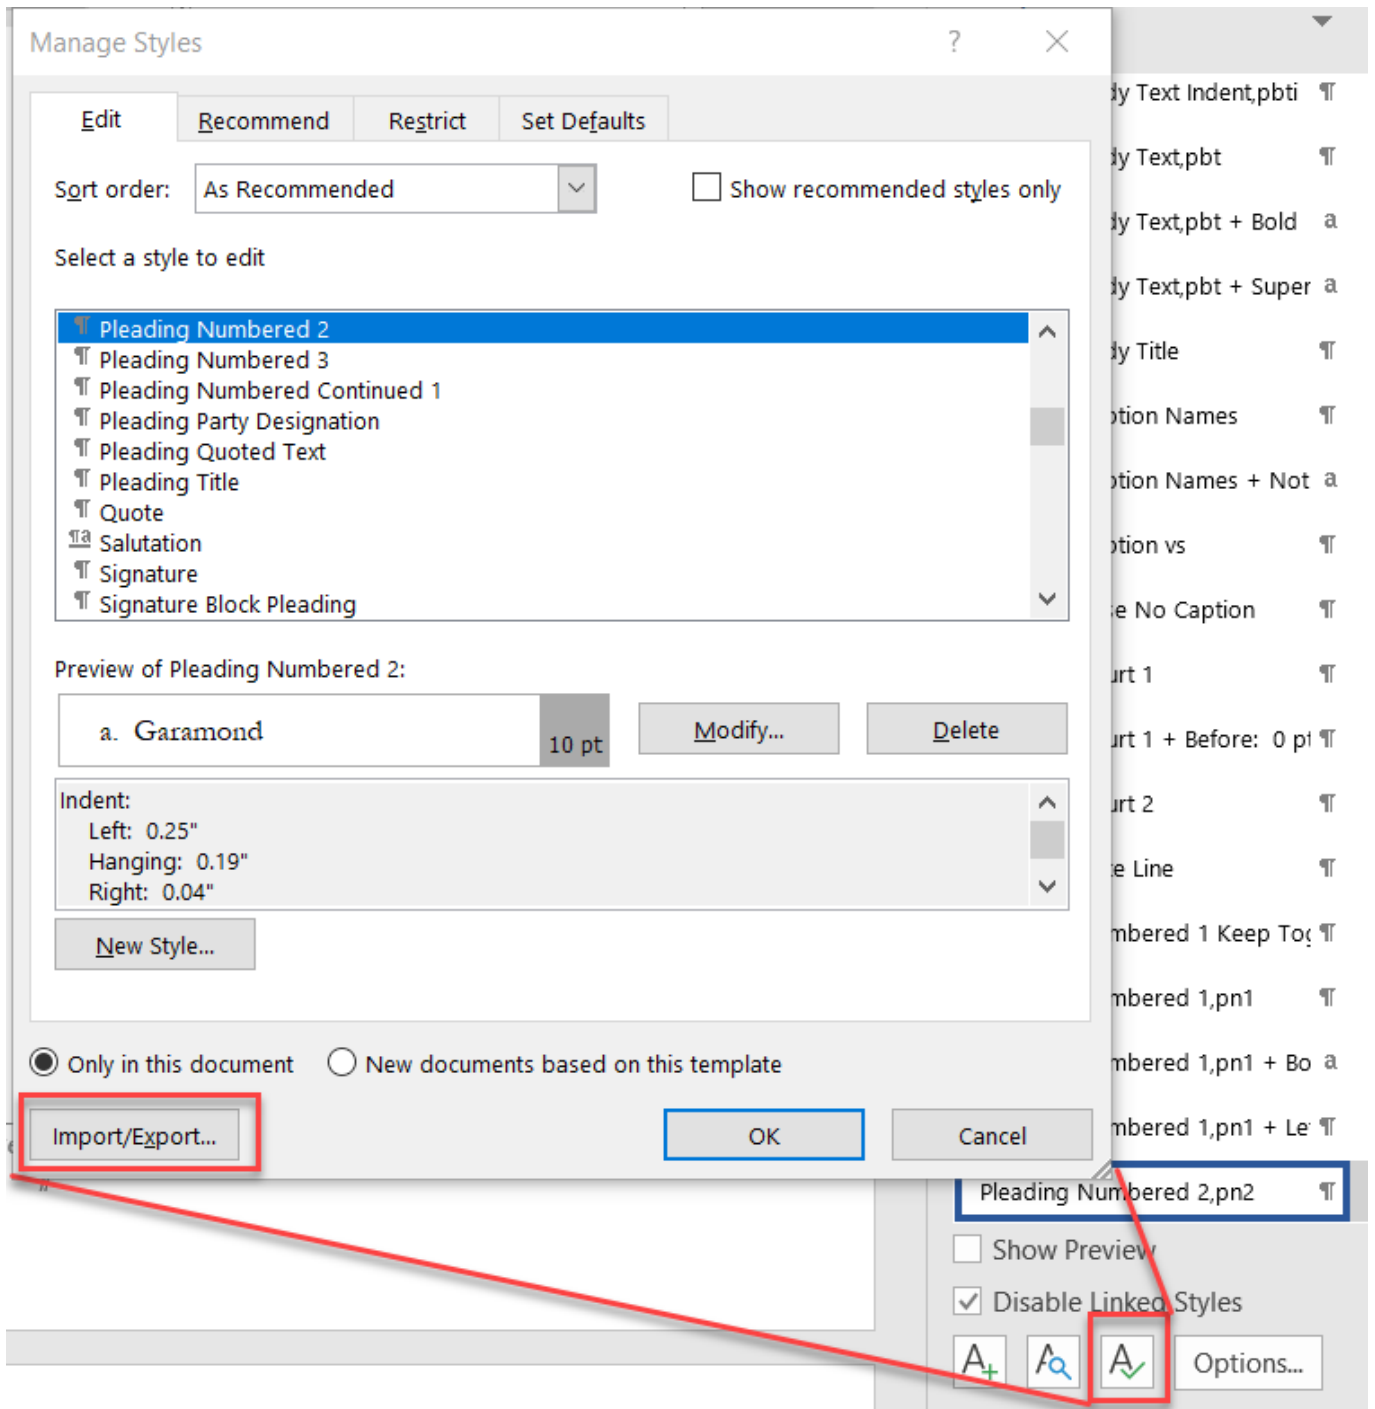 Manage Styles
?
Edit
Recommend
Restrict
Set Defaults
Sort order:
As Recommended
Show recommended styles only
Select a style to edit
¶ Pleading Numbered 2
¶ Pleading Numbered 3
¶ Pleading Numbered Continued 1
¶ Pleading Party Designation
¶ Pleading Quoted Text
¶ Pleading Title
¶ Quote
¶a Salutation
¶ Signature
¶ Signature Block Pleading
Preview of Pleading Numbered 2:
a. Garamond
10 pt
Modify...
Delete
Indent:
Left: 0.25"
Hanging: 0.19"
Right: 0.04"
New Style...
Only in this document
New documents based on this template
Import/Export...
OK
Cancel
dy Text Indent,pbti ¶
dy Text,pbt ¶
dy Text,pbt + Bold a
dy Text,pbt + Super a
dy Title ¶
ption Names ¶
ption Names + Not a
ption vs ¶
se No Caption ¶
urt 1 ¶
urt 1 + Before: 0 pt ¶
urt 2 ¶
te Line ¶
mbered 1 Keep Tog ¶
mbered 1,pn1 ¶
mbered 1,pn1 + Bo a
mbered 1,pn1 + Le ¶
Pleading Numbered 2,pn2 ¶
Show Preview
Disable Linked Styles
Options...